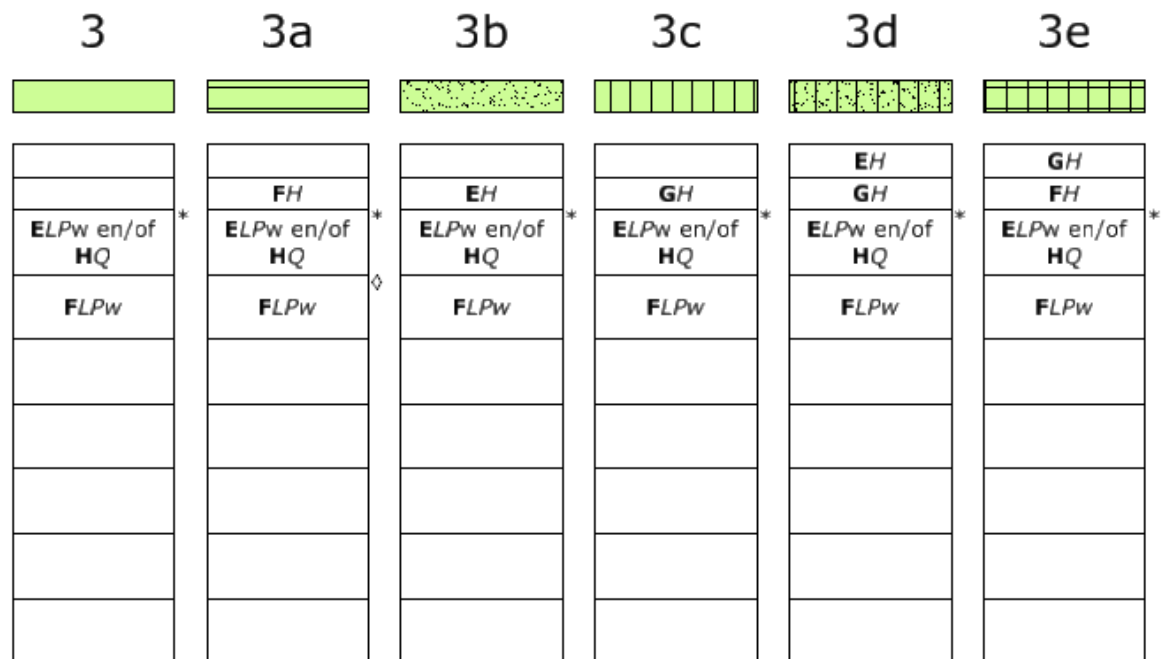 3 3a 3b 3c 3d 3e
EH GH
FH EH GH GH FH
* * * * * *
ELPw en/of ELPw en/of ELPw en/of ELPw en/of ELPw en/of ELPw en/of
HQ HQ HQ HQ HQ HQ
◊
FLPw FLPw FLPw FLPw FLPw FLPw